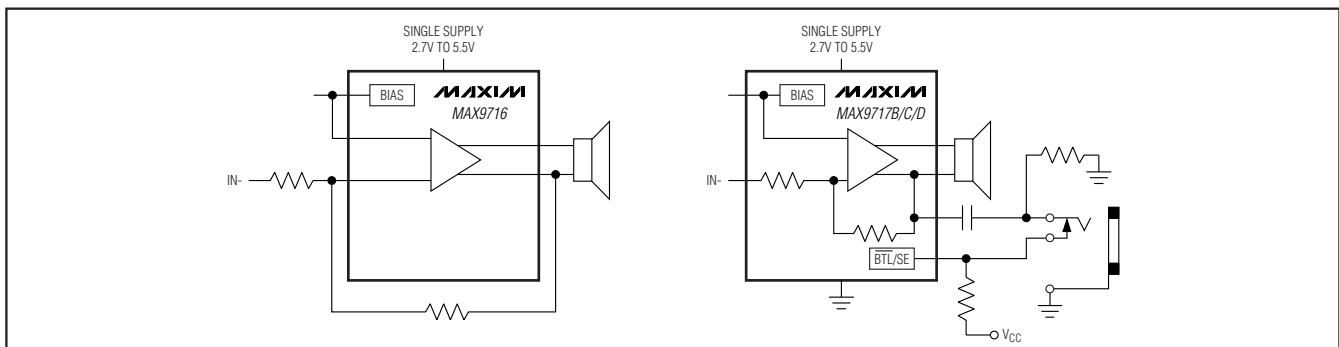 SINGLE SUPPLY
2.7V TO 5.5V
BIAS
MAXIM
MAX9716
IN-
SINGLE SUPPLY
2.7V TO 5.5V
BIAS
MAXIM
MAX9717B/C/D
IN-
B̅T̅L̅/SE
VCC